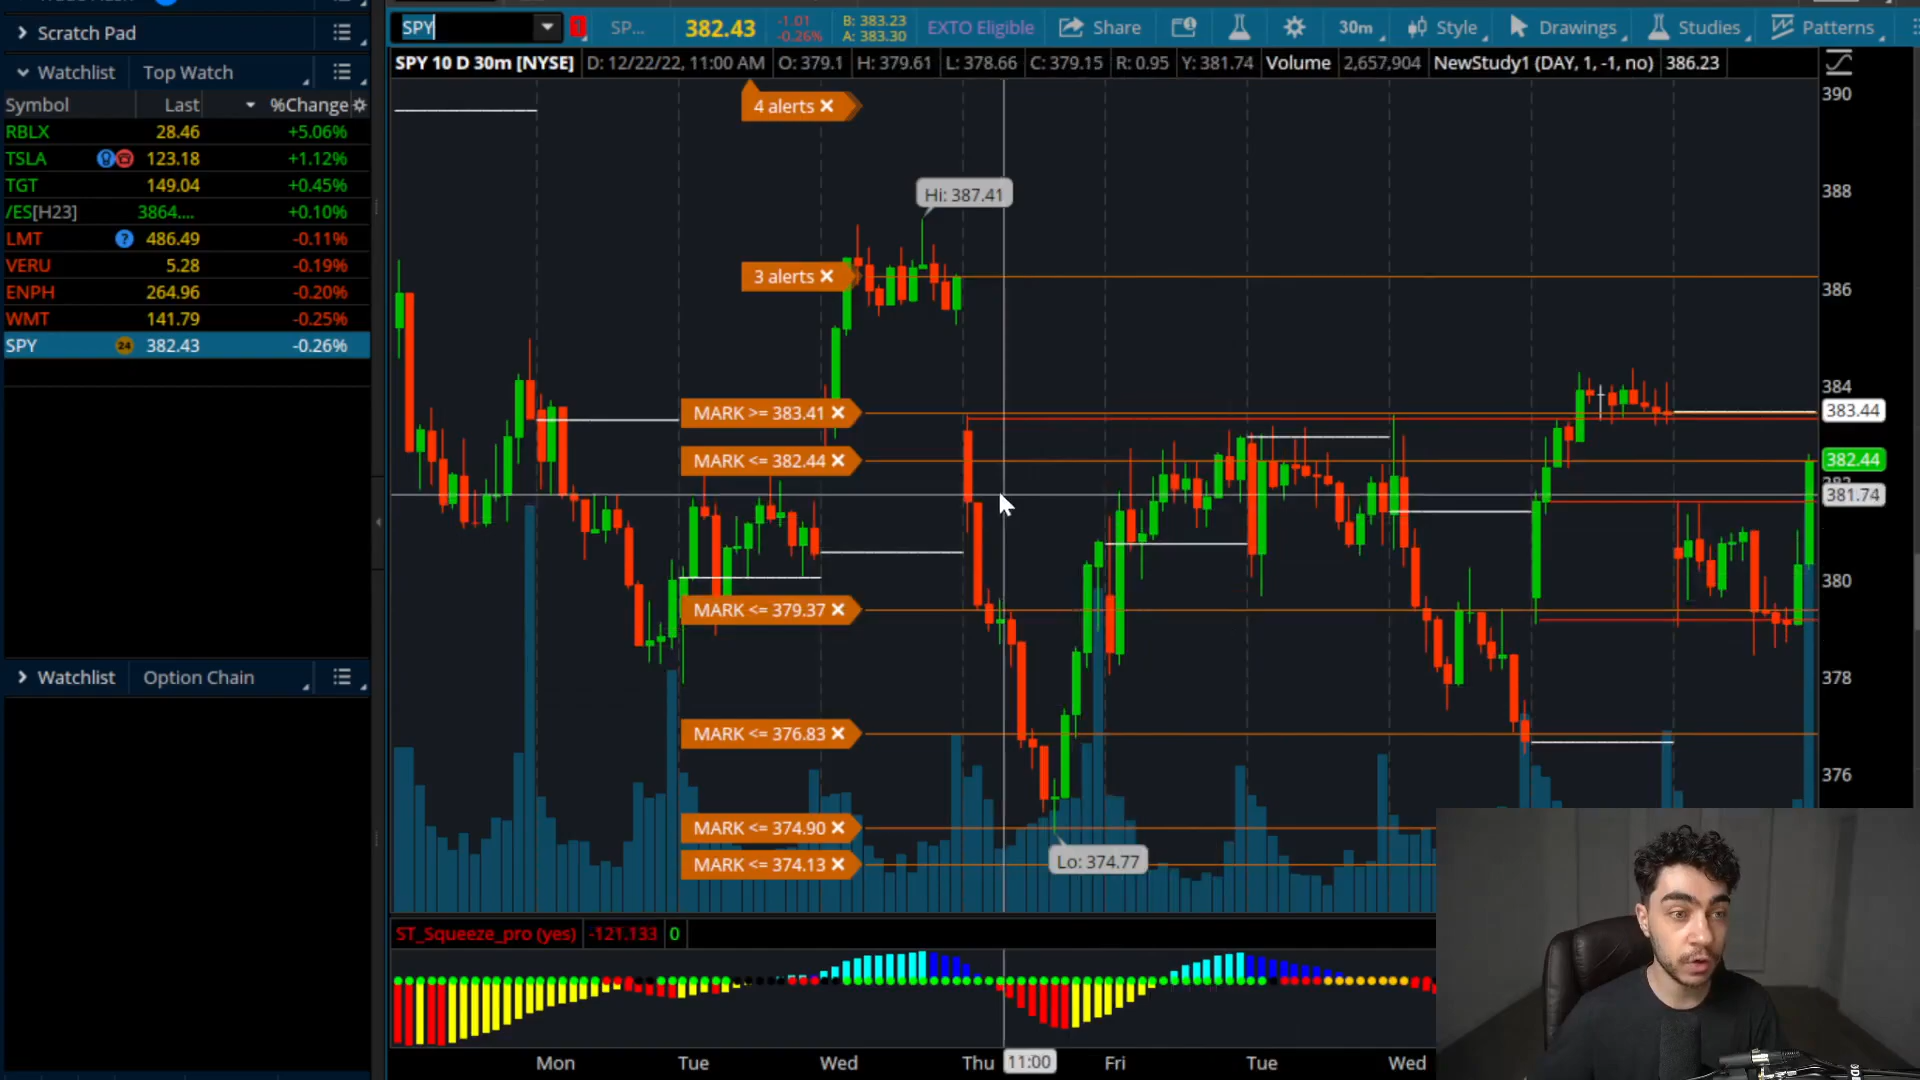 SPY
SP...
382.43
-1.01
-0.26%
B: 383.23
A: 383.30
EXTO Eligible
Share
30m
Style
Drawings
Studies
Patterns
Scratch Pad
Watchlist
Top Watch
Symbol
Last
%Change
RBLX 28.46 +5.06%
TSLA 123.18 +1.12%
TGT 149.04 +0.45%
/ES[H23] 3864.... +0.10%
LMT ? 486.49 -0.11%
VERU 5.28 -0.19%
ENPH 264.96 -0.20%
WMT 141.79 -0.25%
SPY 24 382.43 -0.26%
Watchlist
Option Chain
SPY 10 D 30m [NYSE] D: 12/22/22, 11:00 AM O: 379.1 H: 379.61 L: 378.66 C: 379.15 R: 0.95 Y: 381.74 Volume 2,657,904 NewStudy1 (DAY, 1, -1, no) 386.23
4 alerts
Hi: 387.41
3 alerts
MARK >= 383.41
MARK <= 382.44
MARK <= 379.37
MARK <= 376.83
MARK <= 374.90
MARK <= 374.13
Lo: 374.77
390
388
386
384
383.44
382.44
381.74
380
378
376
ST_Squeeze_pro (yes) -121.133 0
Mon
Tue
Wed
Thu
11:00
Fri
Tue
Wed